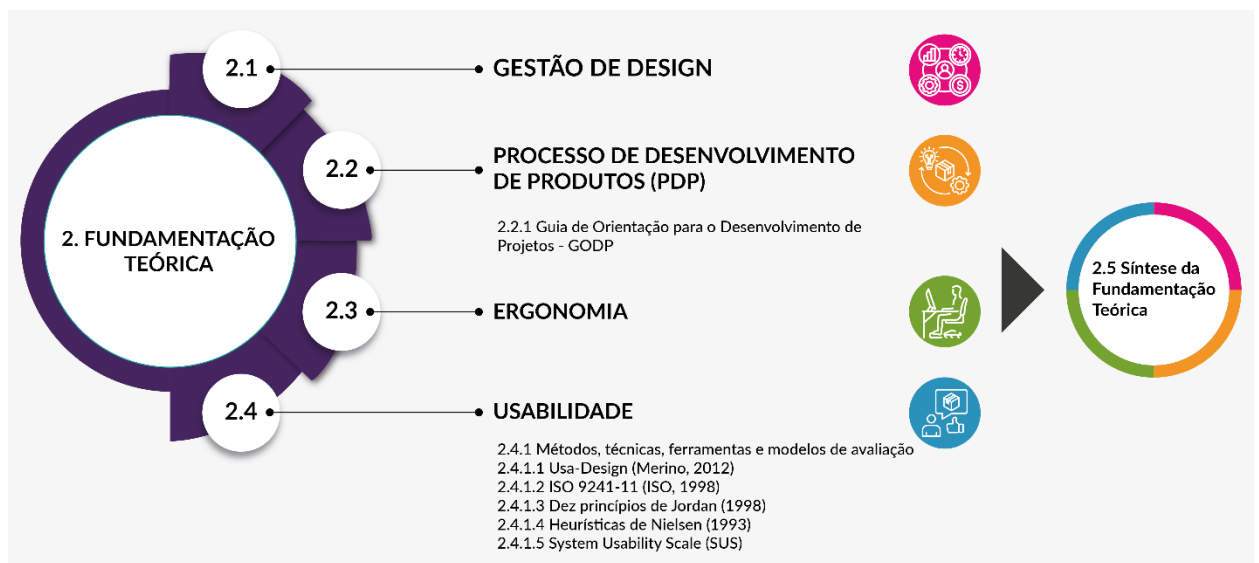 2. FUNDAMENTAÇÃO
TEÓRICA
2.1
GESTÃO DE DESIGN
2.2
PROCESSO DE DESENVOLVIMENTO
DE PRODUTOS (PDP)
2.2.1 Guia de Orientação para o Desenvolvimento de
Projetos - GODP
2.3
ERGONOMIA
2.4
USABILIDADE
2.4.1 Métodos, técnicas, ferramentas e modelos de avaliação
2.4.1.1 Usa-Design (Merino, 2012)
2.4.1.2 ISO 9241-11 (ISO, 1998)
2.4.1.3 Dez princípios de Jordan (1998)
2.4.1.4 Heurísticas de Nielsen (1993)
2.4.1.5 System Usability Scale (SUS)
2.5 Síntese da
Fundamentação
Teórica
$